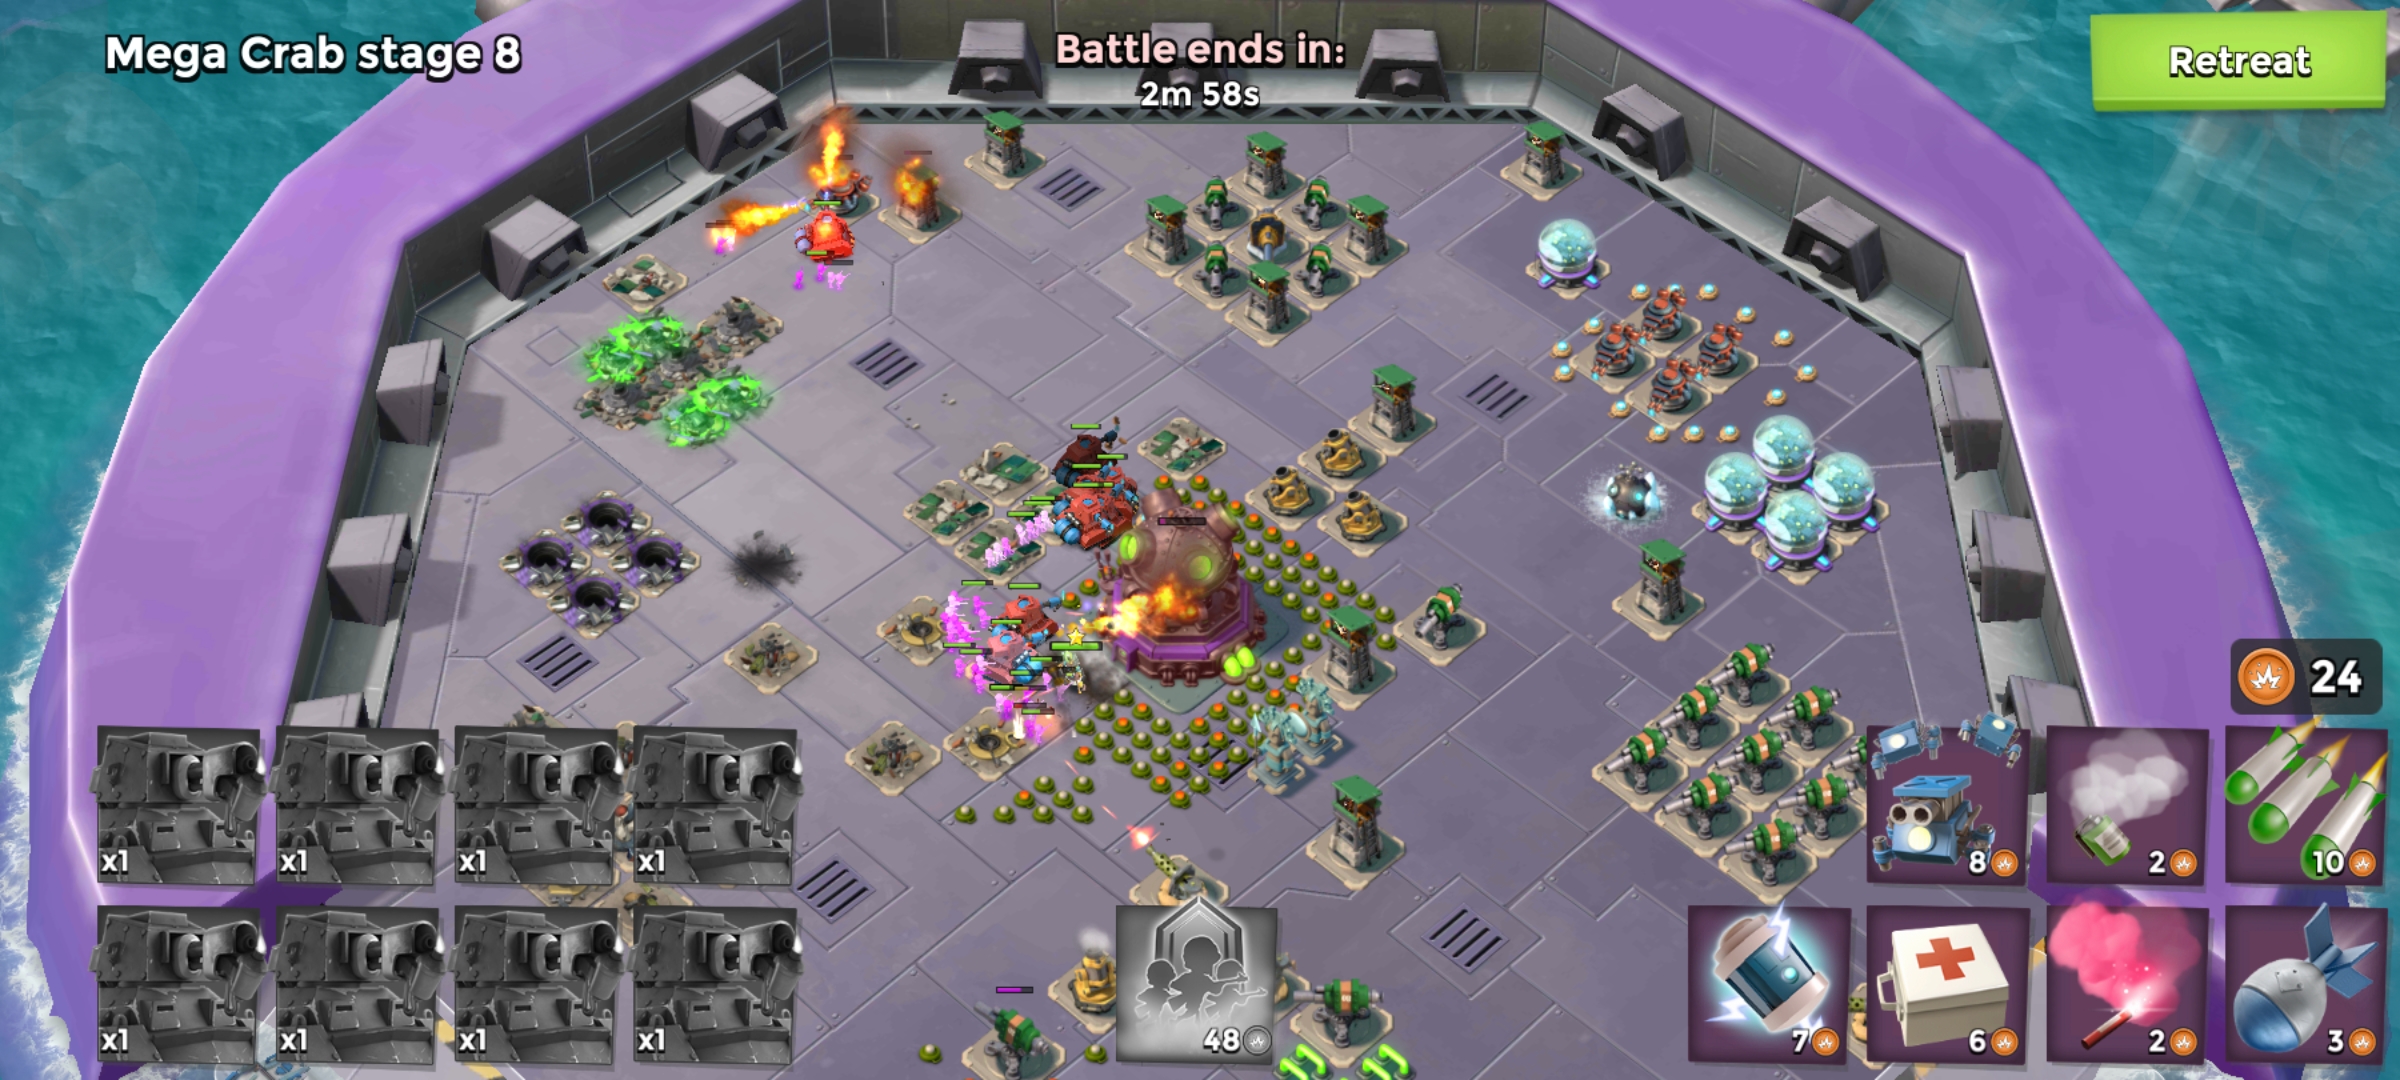 Mega Crab stage 8
Battle ends in:
2m 58s
Retreat
24
x1
x1
x1
x1
8
2
10
x1
x1
x1
x1
48
7
6
2
3